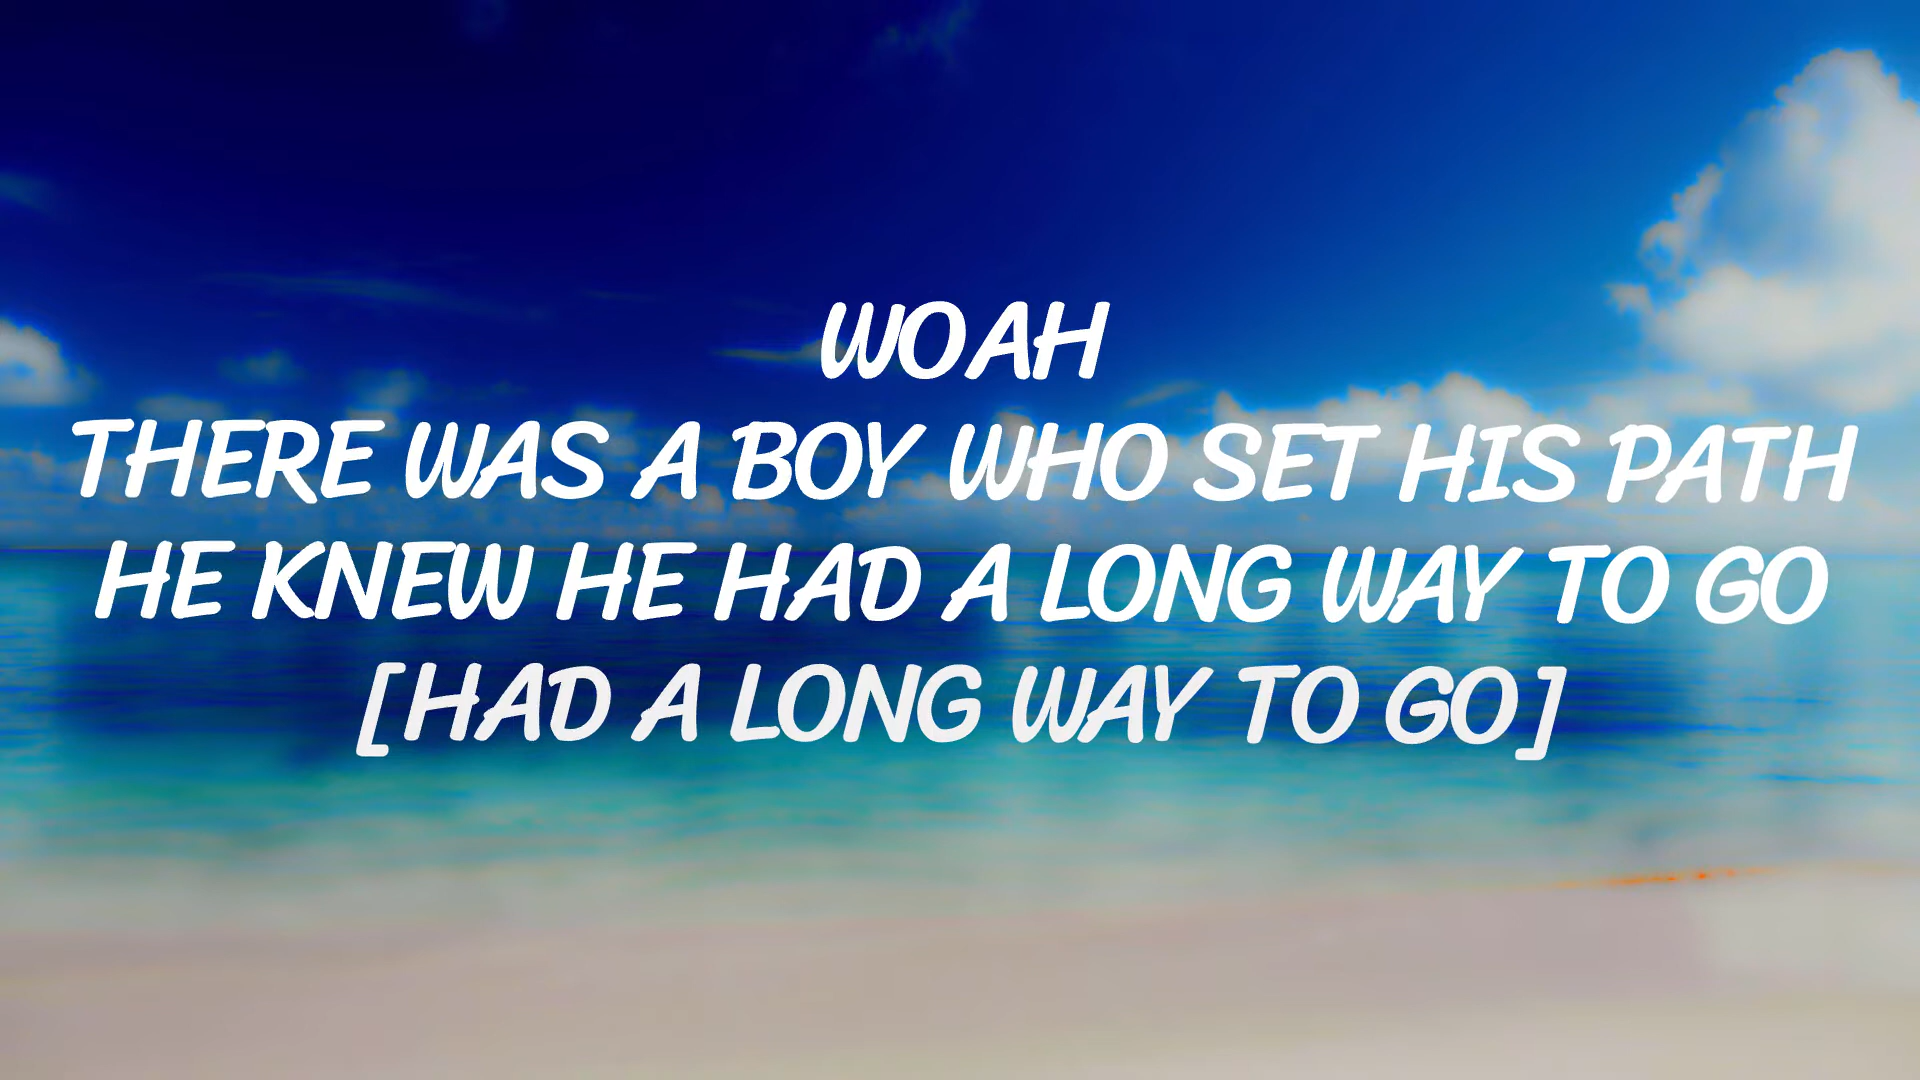 WOAH
THERE WAS A BOY WHO SET HIS PATH
HE KNEW HE HAD A LONG WAY TO GO
[HAD A LONG WAY TO GO]